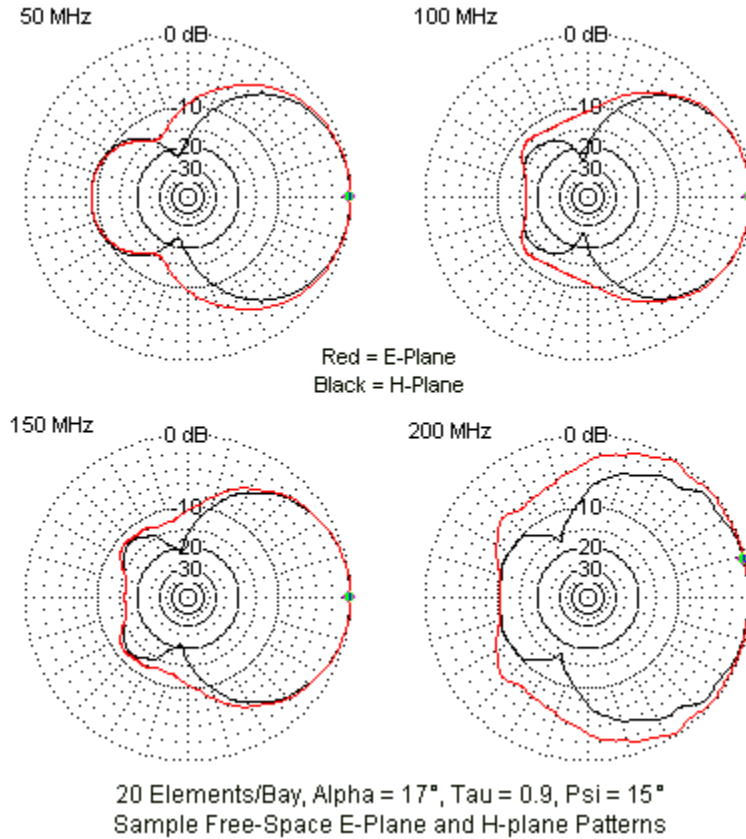 50 MHz
0 dB
-10
-20
-30
100 MHz
0 dB
-10
-20
-30
Red = E-Plane
Black = H-Plane
150 MHz
0 dB
-10
-20
-30
200 MHz
0 dB
-10
-20
-30
20 Elements/Bay, Alpha = 17°, Tau = 0.9, Psi = 15°
Sample Free-Space E-Plane and H-plane Patterns